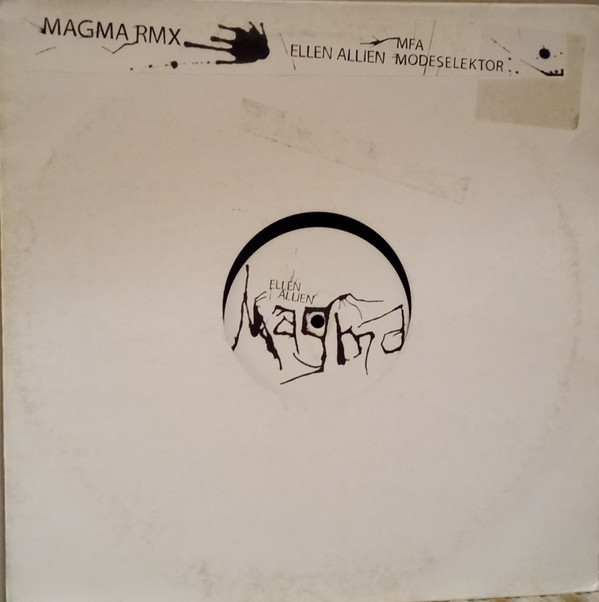 MAGMA RMX
MFA
ELLEN ALLIEN MODESELEKTOR
ELLEN
ALLIEN
Magma